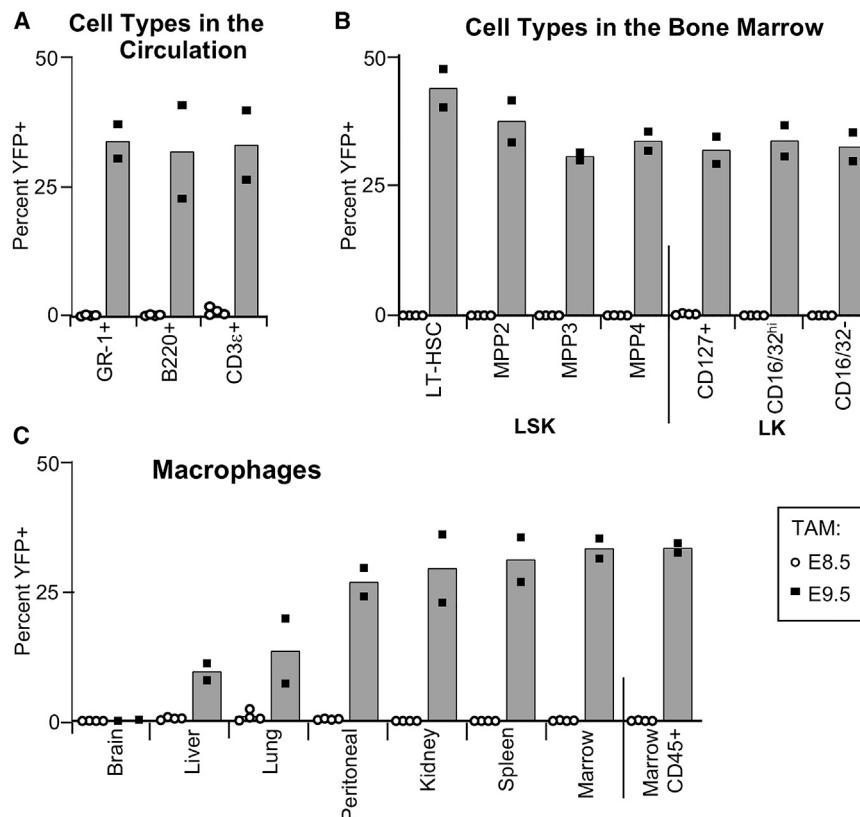 A
Cell Types in the
Circulation
Percent YFP+
50
25
0
GR-1+
B220+
CD3ε+
B
Cell Types in the Bone Marrow
Percent YFP+
50
25
0
LT-HSC
MPP2
MPP3
MPP4
CD127+
CD16/32hi
CD16/32-
LSK
LK
C
Macrophages
Percent YFP+
50
25
0
Brain
Liver
Lung
Peritoneal
Kidney
Spleen
Marrow
Marrow
CD45+
TAM:
E8.5
E9.5